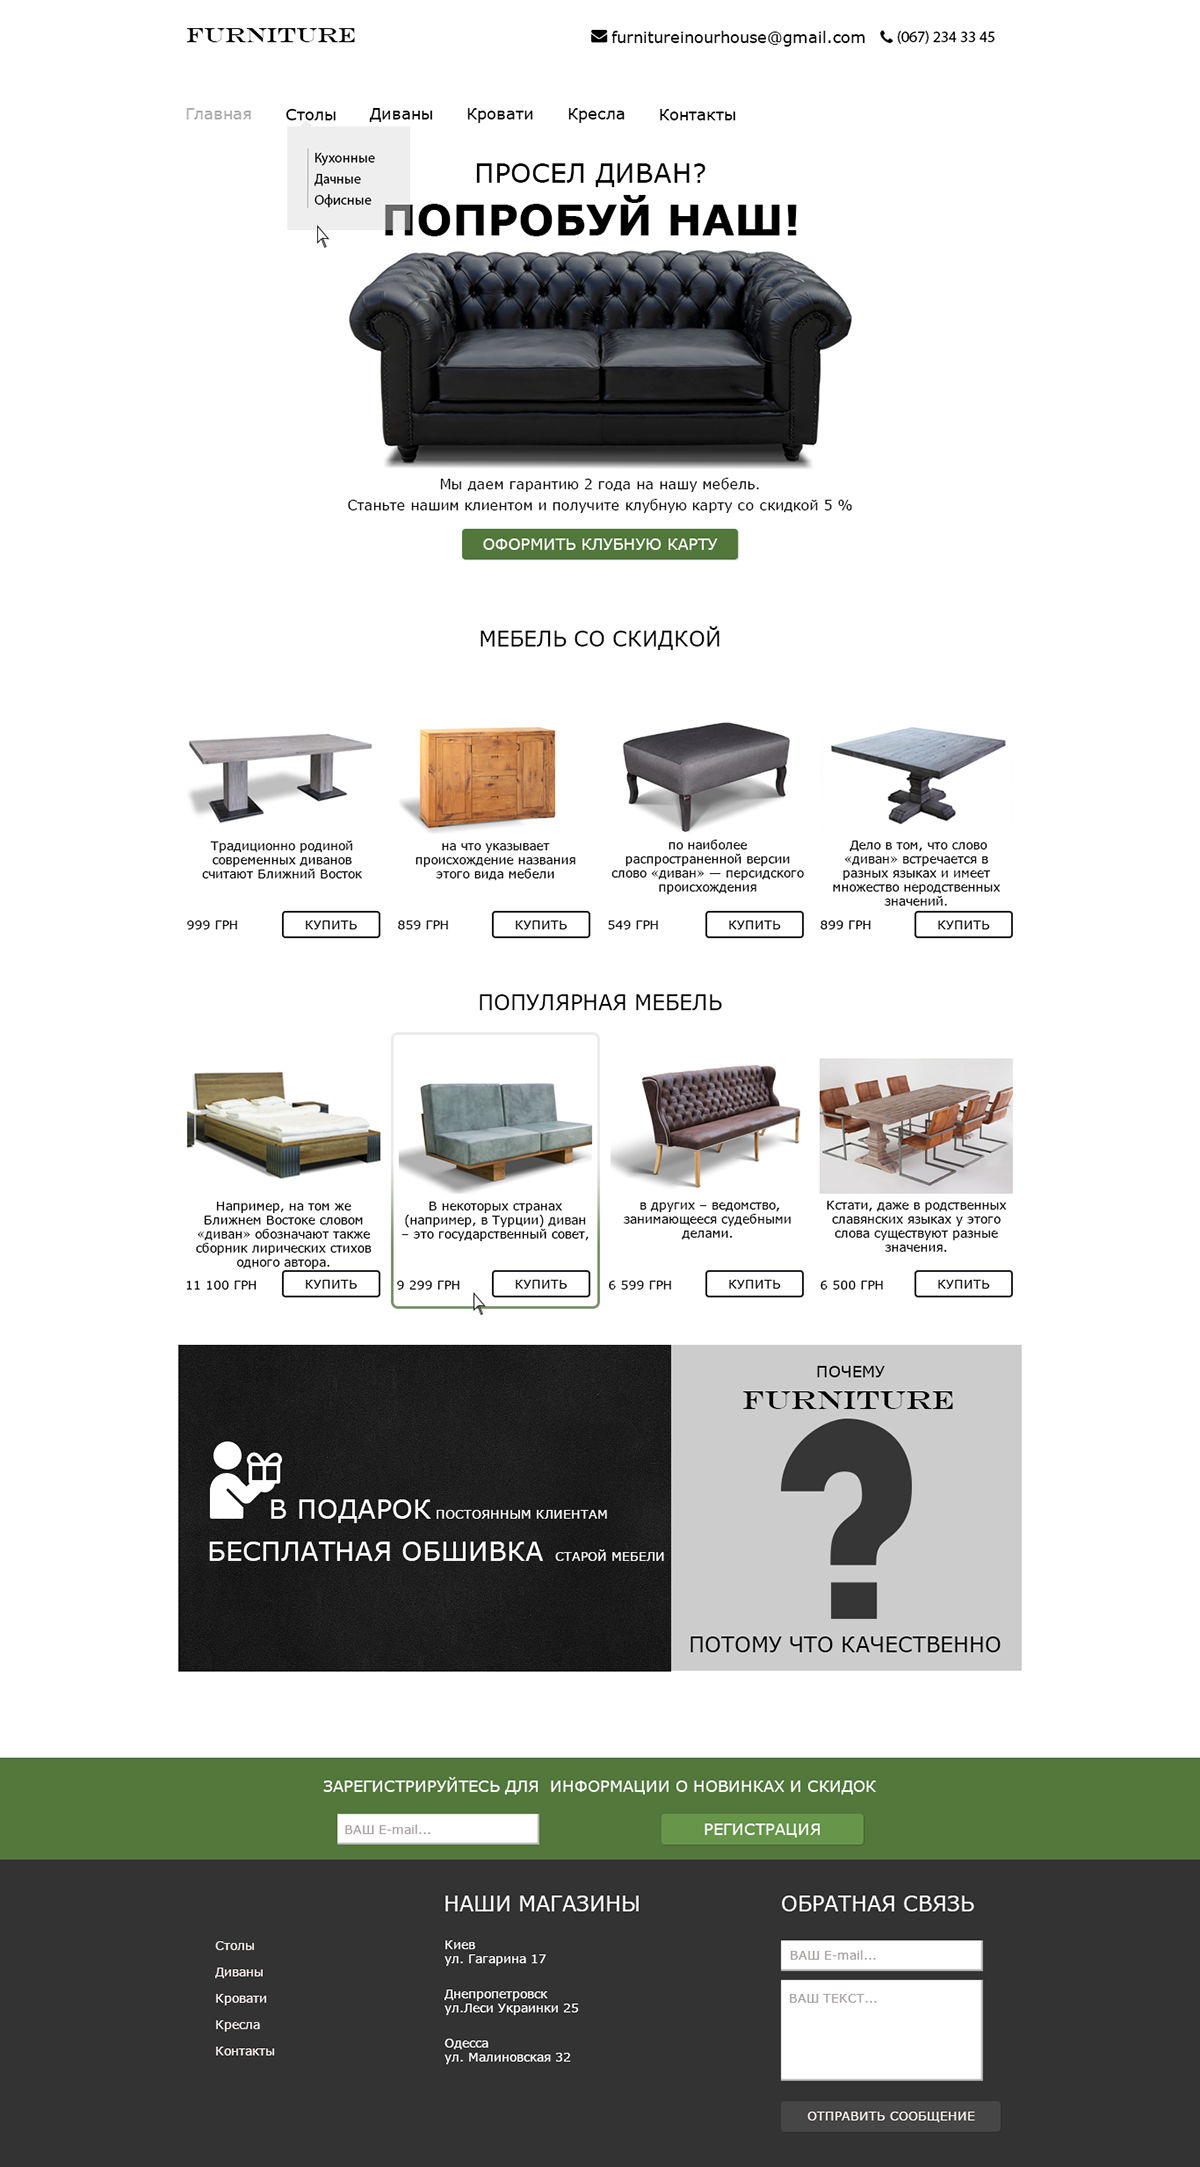 FURNITURE
furnitureinourhouse@gmail.com (067) 234 33 45
Главная Столы Диваны Кровати Кресла Контакты
Кухонные
Дачные
Офисные
ПРОСЕЛ ДИВАН?
ПОПРОБУЙ НАШ!
Мы даем гарантию 2 года на нашу мебель.
Станьте нашим клиентом и получите клубную карту со скидкой 5 %
ОФОРМИТЬ КЛУБНУЮ КАРТУ
МЕБЕЛЬ СО СКИДКОЙ
Традиционно родиной
современных диванов
считают Ближний Восток
999 ГРН КУПИТЬ
на что указывает
происхождение названия
этого вида мебели
859 ГРН КУПИТЬ
по наиболее
распространенной версии
слово «диван» — персидского
происхождения
549 ГРН КУПИТЬ
Дело в том, что слово
«диван» встречается в
разных языках и имеет
множество неродственных
значений.
899 ГРН КУПИТЬ
ПОПУЛЯРНАЯ МЕБЕЛЬ
Например, на том же
Ближнем Востоке словом
«диван» обозначают также
сборник лирических стихов
одного автора.
11 100 ГРН КУПИТЬ
В некоторых странах
(например, в Турции) диван
– это государственный совет,
9 299 ГРН КУПИТЬ
в других – ведомство,
занимающееся судебными
делами.
6 599 ГРН КУПИТЬ
Кстати, даже в родственных
славянских языках у этого
слова существуют разные
значения.
6 500 ГРН КУПИТЬ
В ПОДАРОК ПОСТОЯННЫМ КЛИЕНТАМ
БЕСПЛАТНАЯ ОБШИВКА СТАРОЙ МЕБЕЛИ
ПОЧЕМУ
FURNITURE
?
ПОТОМУ ЧТО КАЧЕСТВЕННО
ЗАРЕГИСТРИРУЙТЕСЬ ДЛЯ ИНФОРМАЦИИ О НОВИНКАХ И СКИДОК
ВАШ E-mail... РЕГИСТРАЦИЯ
Столы
Диваны
Кровати
Кресла
Контакты
НАШИ МАГАЗИНЫ
Киев
ул. Гагарина 17
Днепропетровск
ул.Леси Украинки 25
Одесса
ул. Малиновская 32
ОБРАТНАЯ СВЯЗЬ
ВАШ E-mail...
ВАШ ТЕКСТ...
ОТПРАВИТЬ СООБЩЕНИЕ